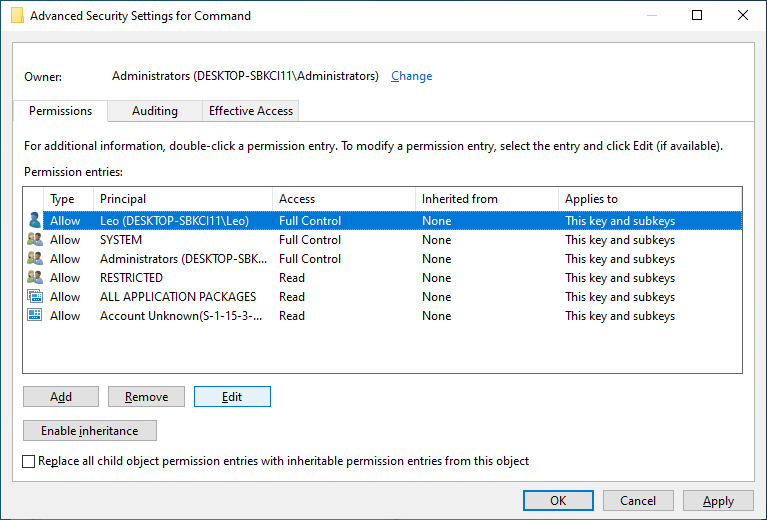 Advanced Security Settings for Command
Owner: Administrators (DESKTOP-SBKCI11\Administrators) Change
Permissions Auditing Effective Access
For additional information, double-click a permission entry. To modify a permission entry, select the entry and click Edit (if available).
Permission entries:
Type Principal Access Inherited from Applies to
Allow Leo (DESKTOP-SBKCI11\Leo) Full Control None This key and subkeys
Allow SYSTEM Full Control None This key and subkeys
Allow Administrators (DESKTOP-SBK... Full Control None This key and subkeys
Allow RESTRICTED Read None This key and subkeys
Allow ALL APPLICATION PACKAGES Read None This key and subkeys
Allow Account Unknown(S-1-15-3-... Read None This key and subkeys
Add Remove Edit
Enable inheritance
Replace all child object permission entries with inheritable permission entries from this object
OK Cancel Apply